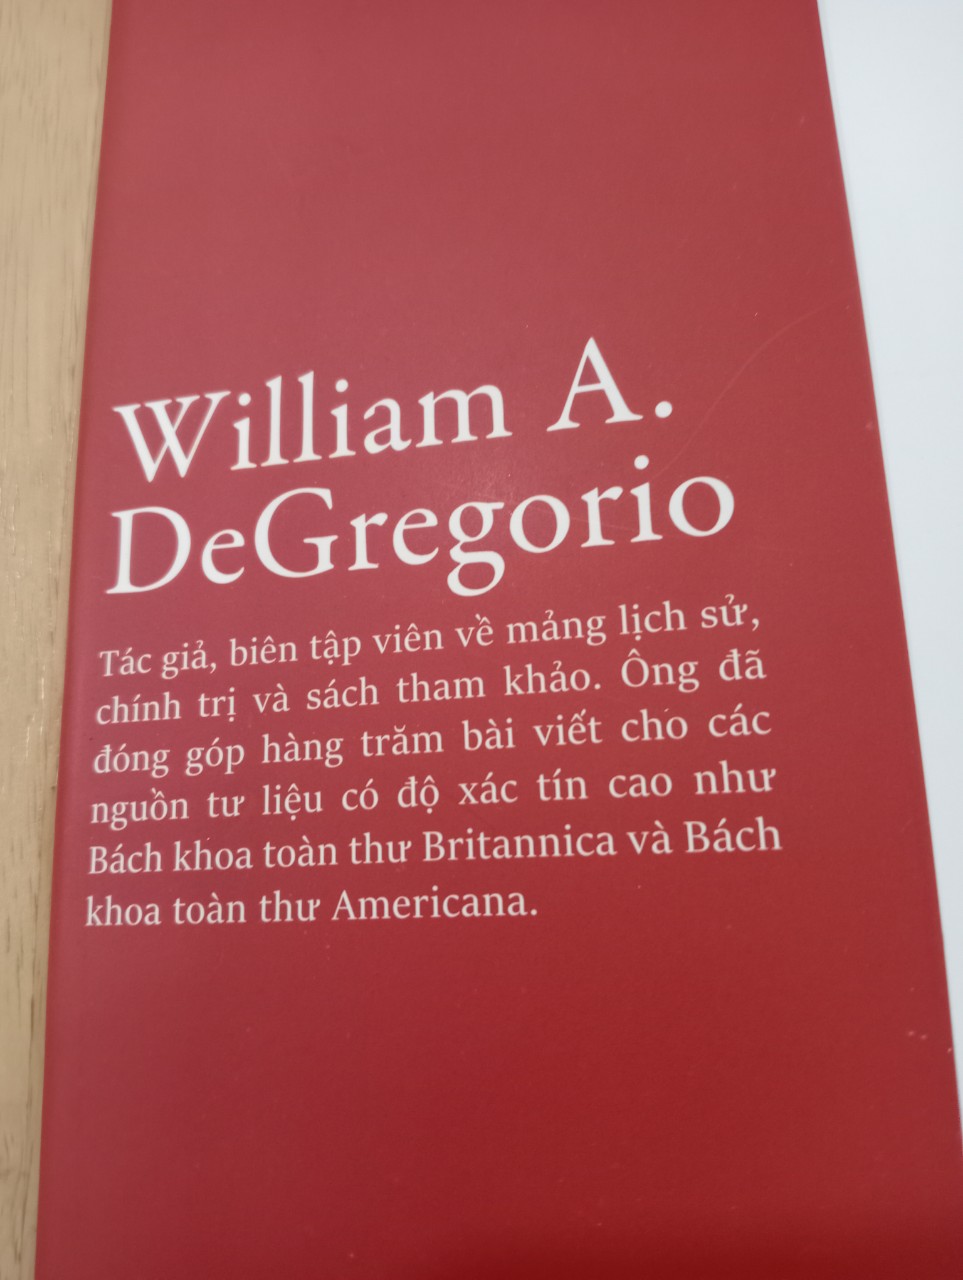 William A.
DeGregorio
Tác giả, biên tập viên về mảng lịch sử,
chính trị và sách tham khảo. Ông đã
đóng góp hàng trăm bài viết cho các
nguồn tư liệu có độ xác tín cao như
Bách khoa toàn thư Britannica và Bách
khoa toàn thư Americana.